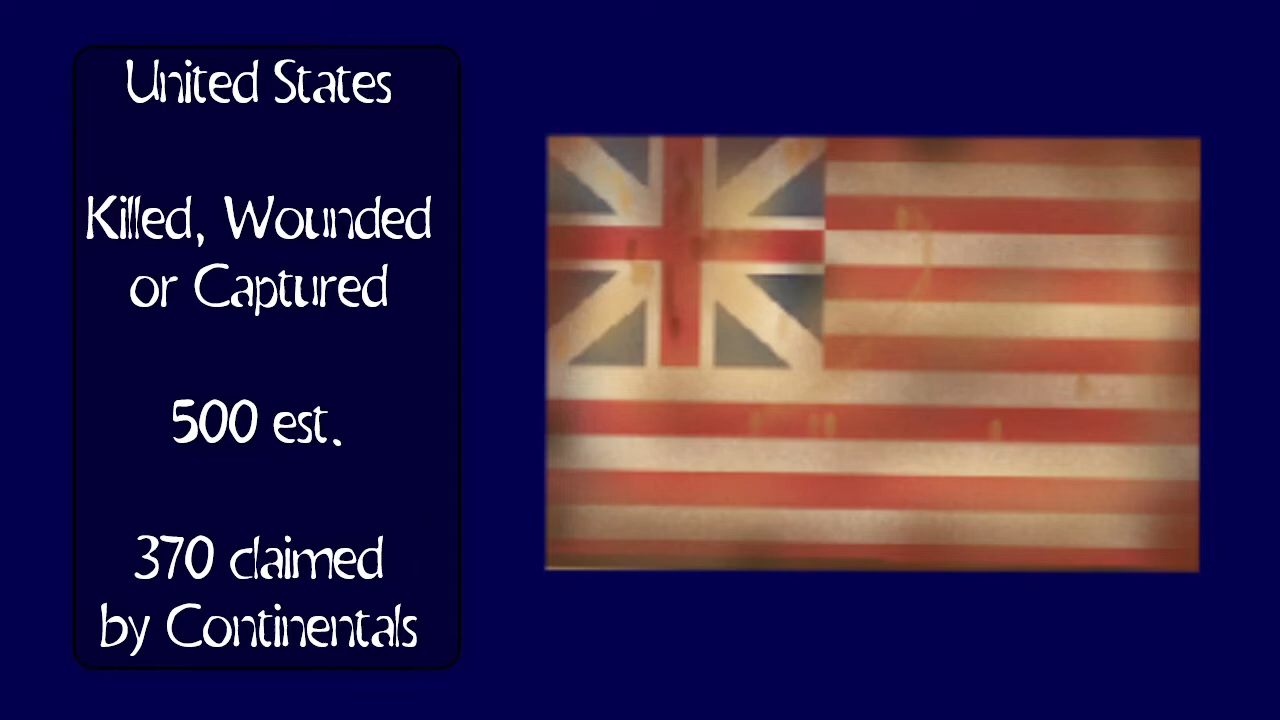 United States
Killed, Wounded
or Captured
500 est.
370 claimed
by Continentals